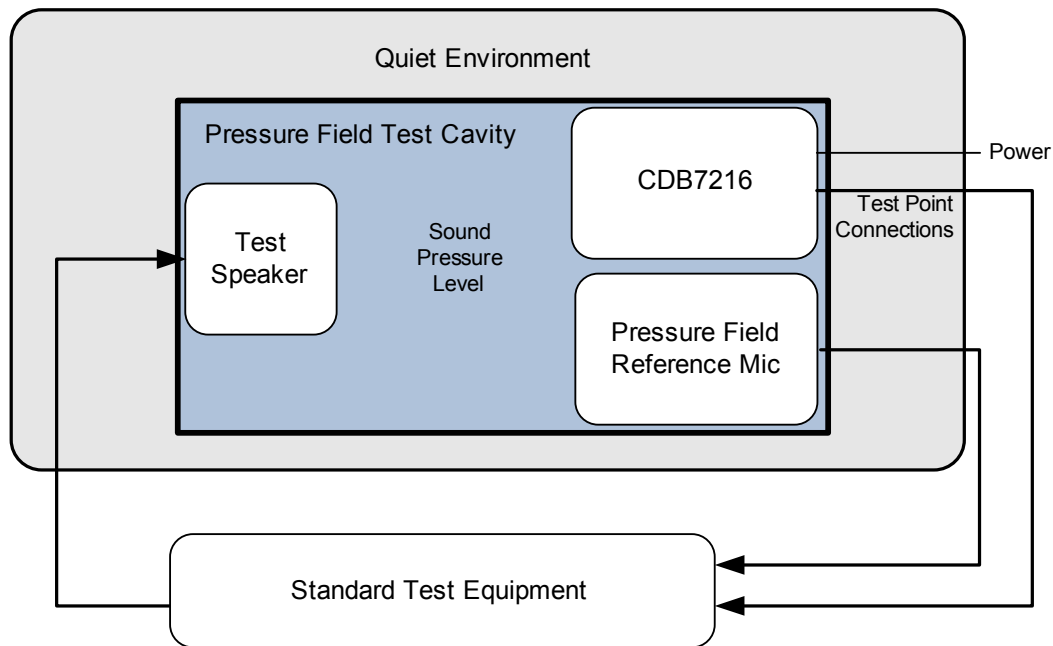 Quiet Environment
Pressure Field Test Cavity
CDB7216
Power
Test Point
Connections
Test
Speaker
Sound
Pressure
Level
Pressure Field
Reference Mic
Standard Test Equipment